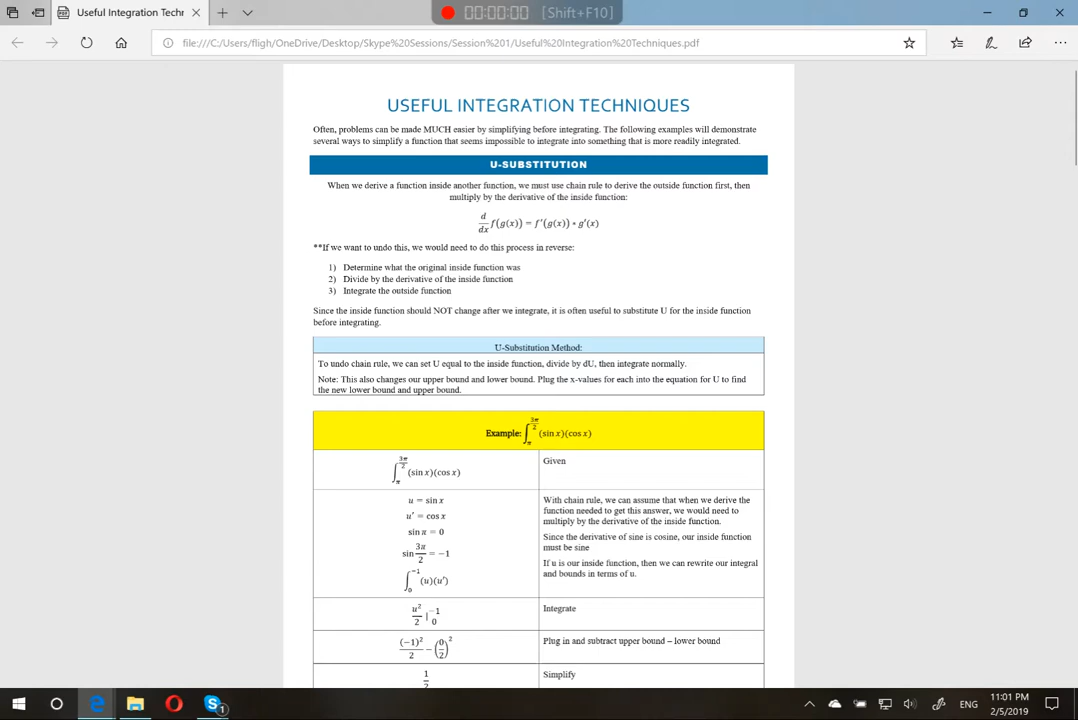 Useful Integration Techr
00:00:00 [Shift+F10]
file:///C:/Users/fligh/OneDrive/Desktop/Skype%20Sessions/Session%201/Useful%20Integration%20Techniques.pdf
USEFUL INTEGRATION TECHNIQUES
Often, problems can be made MUCH easier by simplifying before integrating. The following examples will demonstrate
several ways to simplify a function that seems impossible to integrate into something that is more readily integrated.
U-SUBSTITUTION
When we derive a function inside another function, we must use chain rule to derive the outside function first, then
multiply by the derivative of the inside function:
d/dx f(g(x)) = f'(g(x)) * g'(x)
**If we want to undo this, we would need to do this process in reverse:
1) Determine what the original inside function was
2) Divide by the derivative of the inside function
3) Integrate the outside function
Since the inside function should NOT change after we integrate, it is often useful to substitute U for the inside function
before integrating.
U-Substitution Method:
To undo chain rule, we can set U equal to the inside function, divide by dU, then integrate normally.
Note: This also changes our upper bound and lower bound. Plug the x-values for each into the equation for U to find
the new lower bound and upper bound.
Example: ∫_π^(3π/2) (sin x)(cos x)
∫_π^(3π/2) (sin x)(cos x)
Given
u = sin x
u' = cos x
sin π = 0
sin 3π/2 = −1
∫_0^−1 (u)(u')
With chain rule, we can assume that when we derive the
function needed to get this answer, we would need to
multiply by the derivative of the inside function.
Since the derivative of sine is cosine, our inside function
must be sine
If u is our inside function, then we can rewrite our integral
and bounds in terms of u.
u²/2 |_0^−1
Integrate
(−1)²/2 − (0/2)²
Plug in and subtract upper bound – lower bound
1/2
Simplify
1
ENG
11:01 PM
2/5/2019